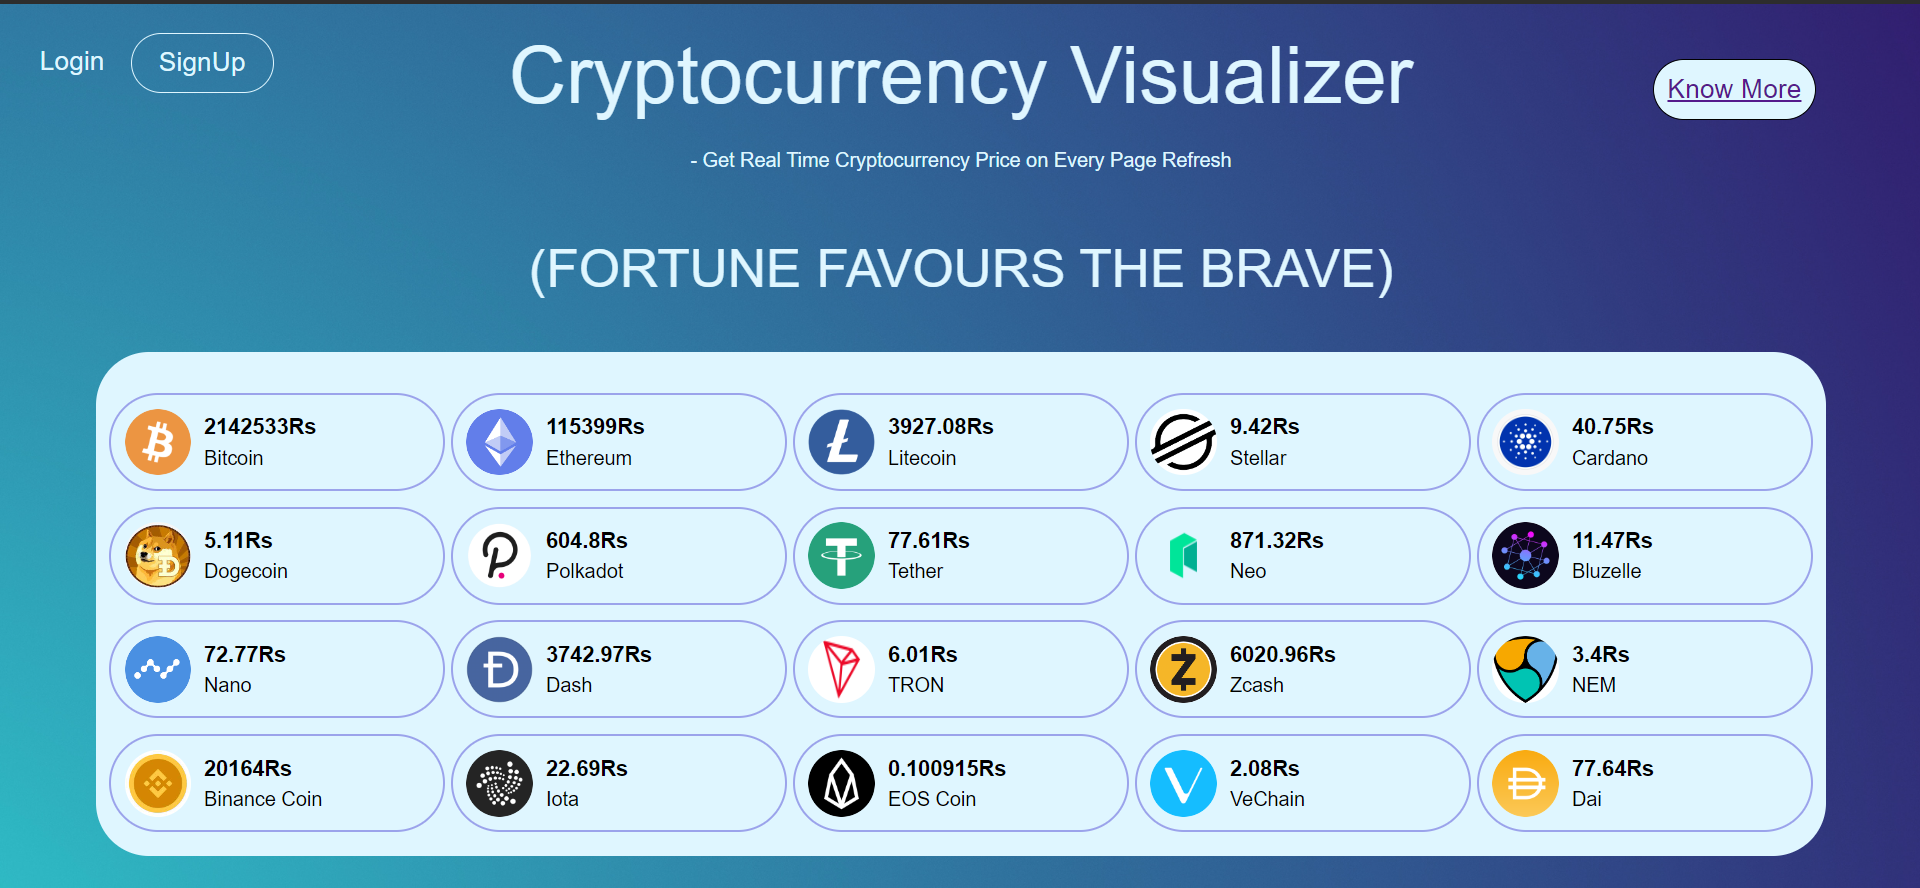 Login
SignUp
Cryptocurrency Visualizer
Know More
- Get Real Time Cryptocurrency Price on Every Page Refresh
(FORTUNE FAVOURS THE BRAVE)
2142533Rs
Bitcoin
115399Rs
Ethereum
3927.08Rs
Litecoin
9.42Rs
Stellar
40.75Rs
Cardano
5.11Rs
Dogecoin
604.8Rs
Polkadot
77.61Rs
Tether
871.32Rs
Neo
11.47Rs
Bluzelle
72.77Rs
Nano
3742.97Rs
Dash
6.01Rs
TRON
6020.96Rs
Zcash
3.4Rs
NEM
20164Rs
Binance Coin
22.69Rs
Iota
0.100915Rs
EOS Coin
2.08Rs
VeChain
77.64Rs
Dai